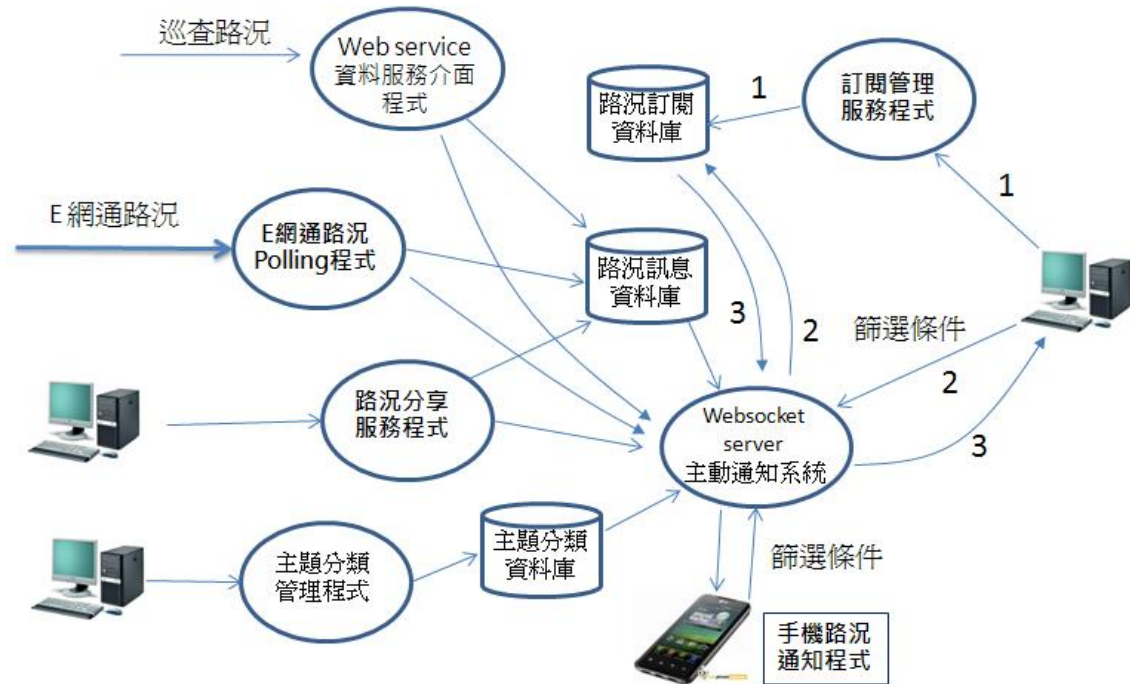 巡查路況
Web service
資料服務介面
程式
路況訂閱
資料庫
1
訂閱管理
服務程式
1
E 網通路況
E網通路況
Polling程式
路況訊息
資料庫
3
2
篩選條件
2
3
路況分享
服務程式
Websocket
server
主動通知系統
主題分類
管理程式
主題分類
資料庫
篩選條件
手機路況
通知程式